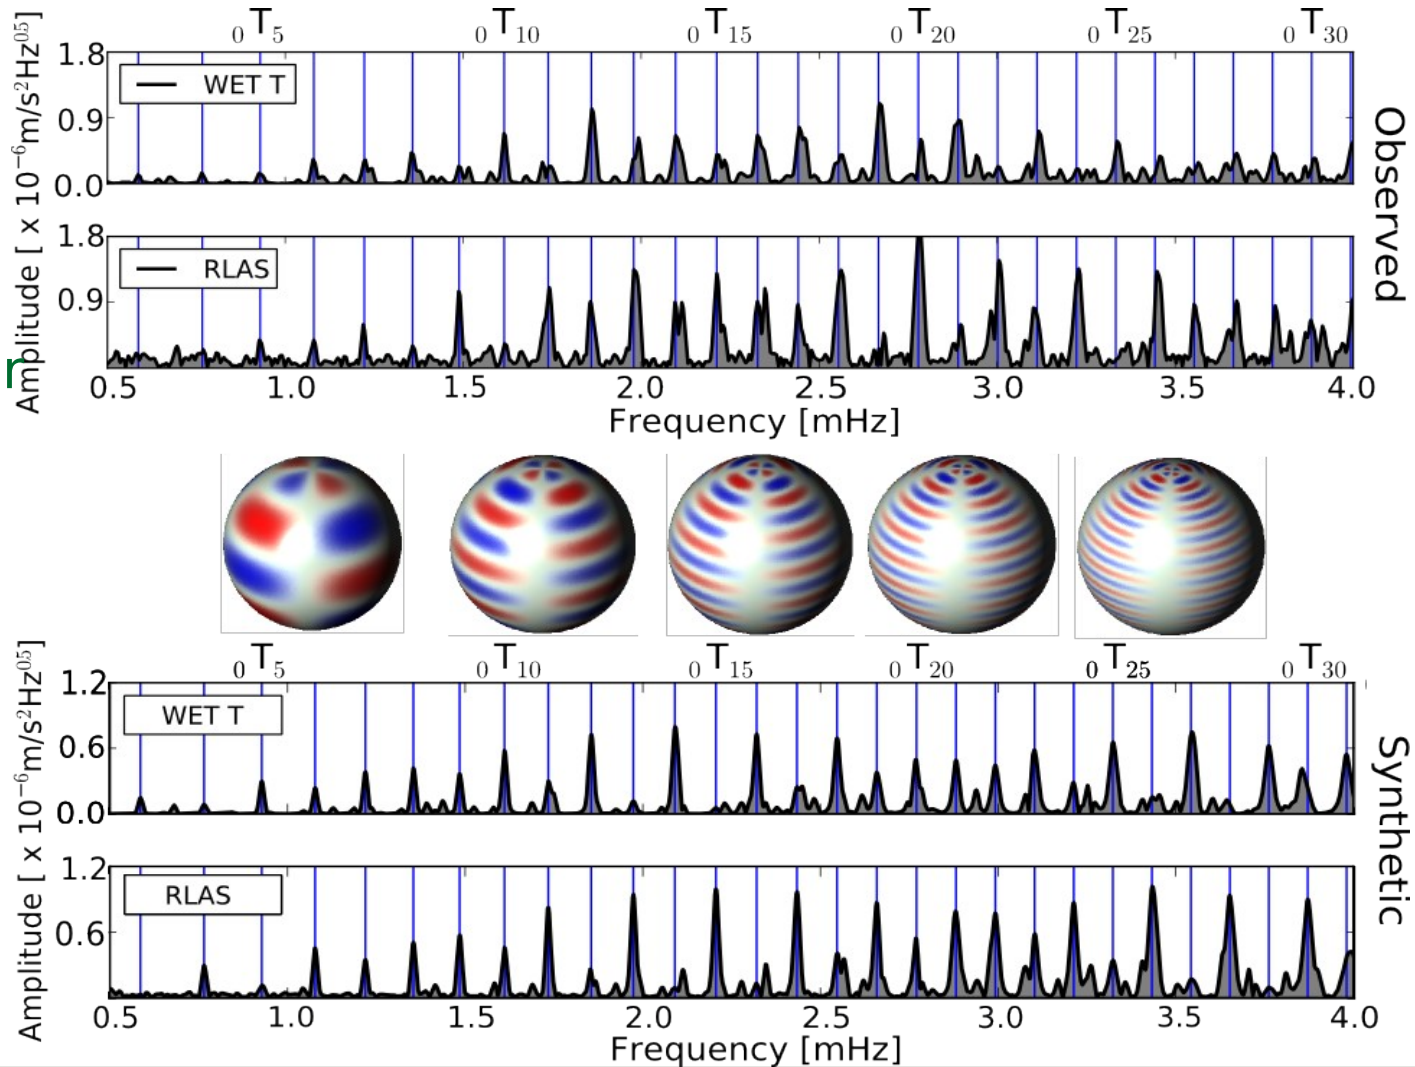 ₀T₅ ₀T₁₀ ₀T₁₅ ₀T₂₀ ₀T₂₅ ₀T₃₀
Amplitude [ x 10⁻⁶m/s²Hz⁰⁵]
1.8
0.9
0.0
WET T
1.8
0.9
RLAS
Observed
r
0.5 1.0 1.5 2.0 2.5 3.0 3.5 4.0
Frequency [mHz]
₀T₅ ₀T₁₀ ₀T₁₅ ₀T₂₀ ₀T₂₅ ₀T₃₀
Amplitude [ x 10⁻⁶m/s²Hz⁰⁵]
1.2
0.6
0.0
WET T
1.2
0.6
RLAS
Synthetic
0.5 1.0 1.5 2.0 2.5 3.0 3.5 4.0
Frequency [mHz]